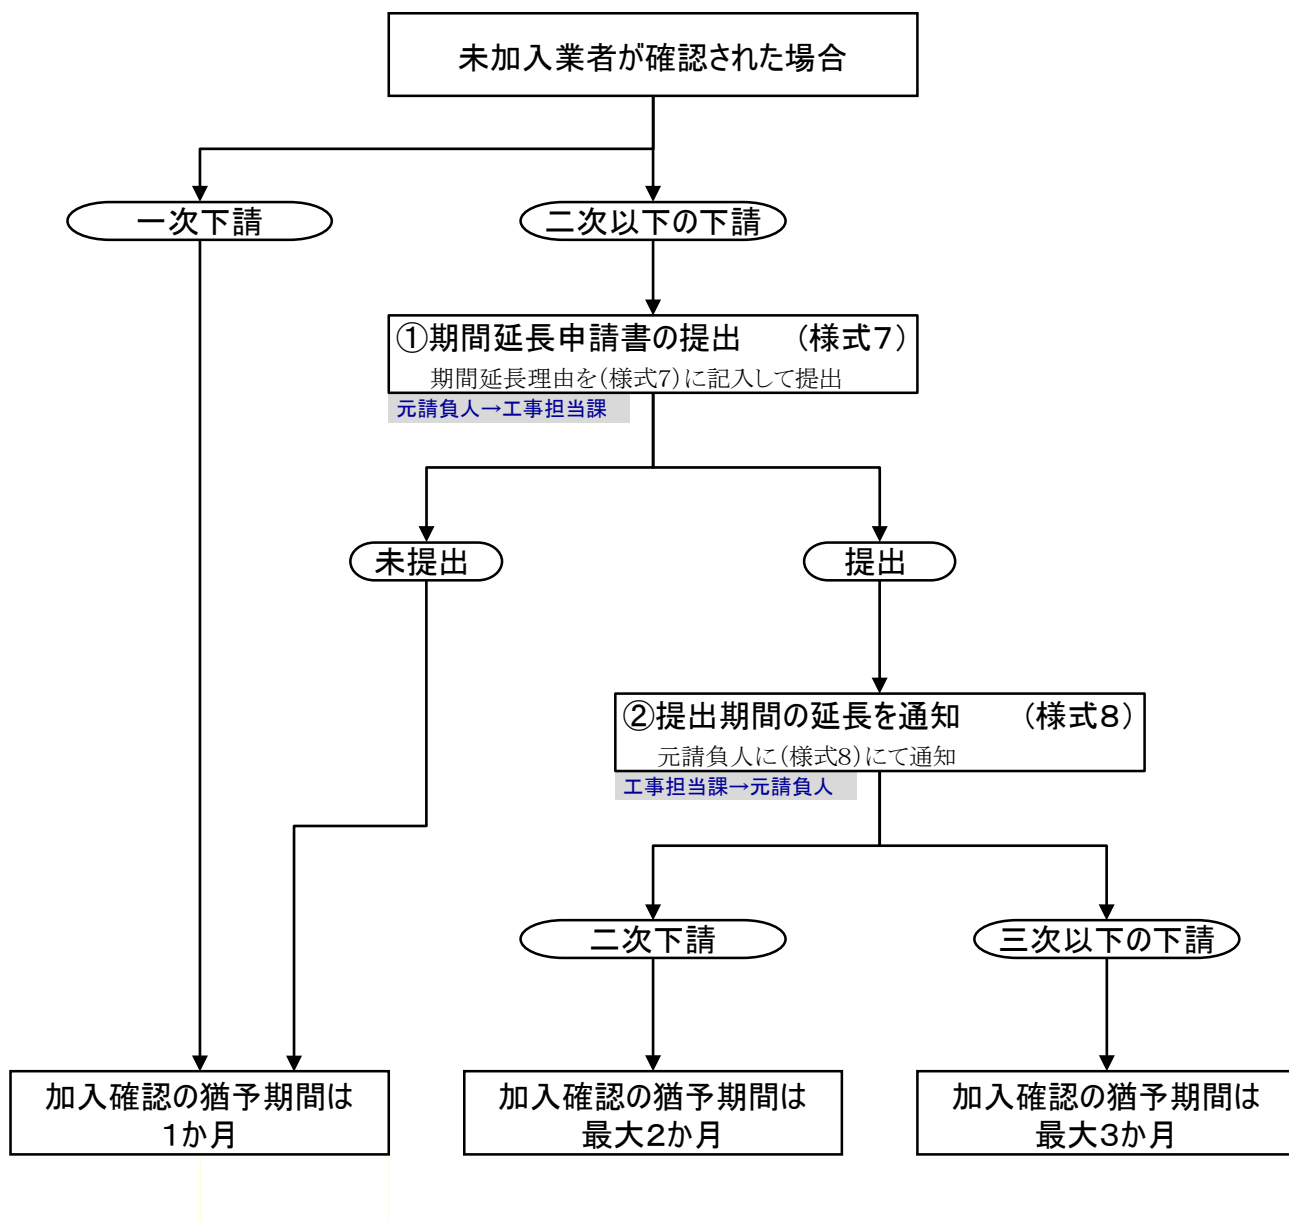 未加入業者が確認された場合
一次下請
二次以下の下請
①期間延長申請書の提出　（様式７）
期間延長理由を（様式７）に記入して提出
元請負人→工事担当課
未提出
提出
②提出期間の延長を通知　（様式８）
元請負人に（様式８）にて通知
工事担当課→元請負人
二次下請
三次以下の下請
加入確認の猶予期間は
１か月
加入確認の猶予期間は
最大２か月
加入確認の猶予期間は
最大３か月